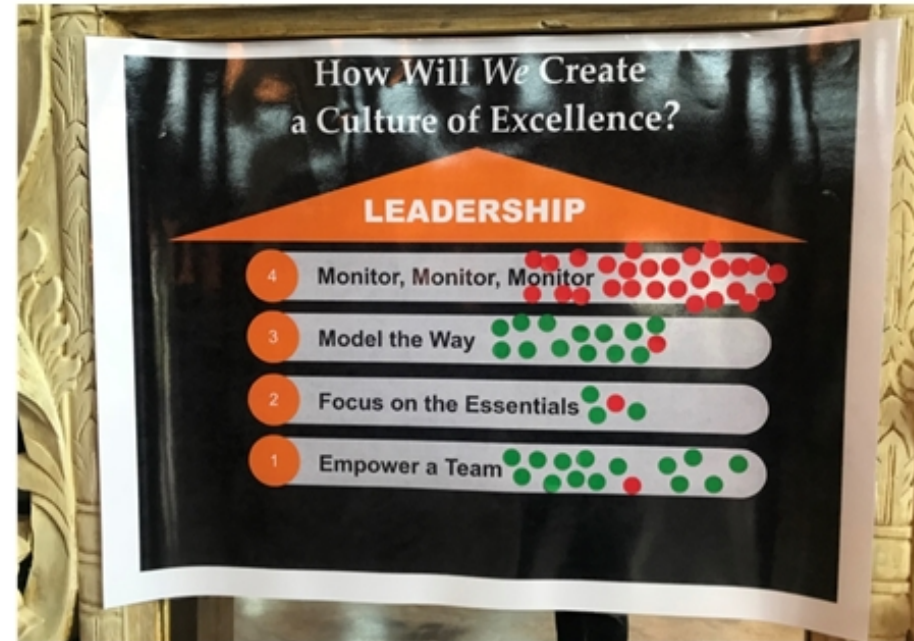 How Will We Create
a Culture of Excellence?
LEADERSHIP
4 Monitor, Monitor, Monitor
3 Model the Way
2 Focus on the Essentials
1 Empower a Team